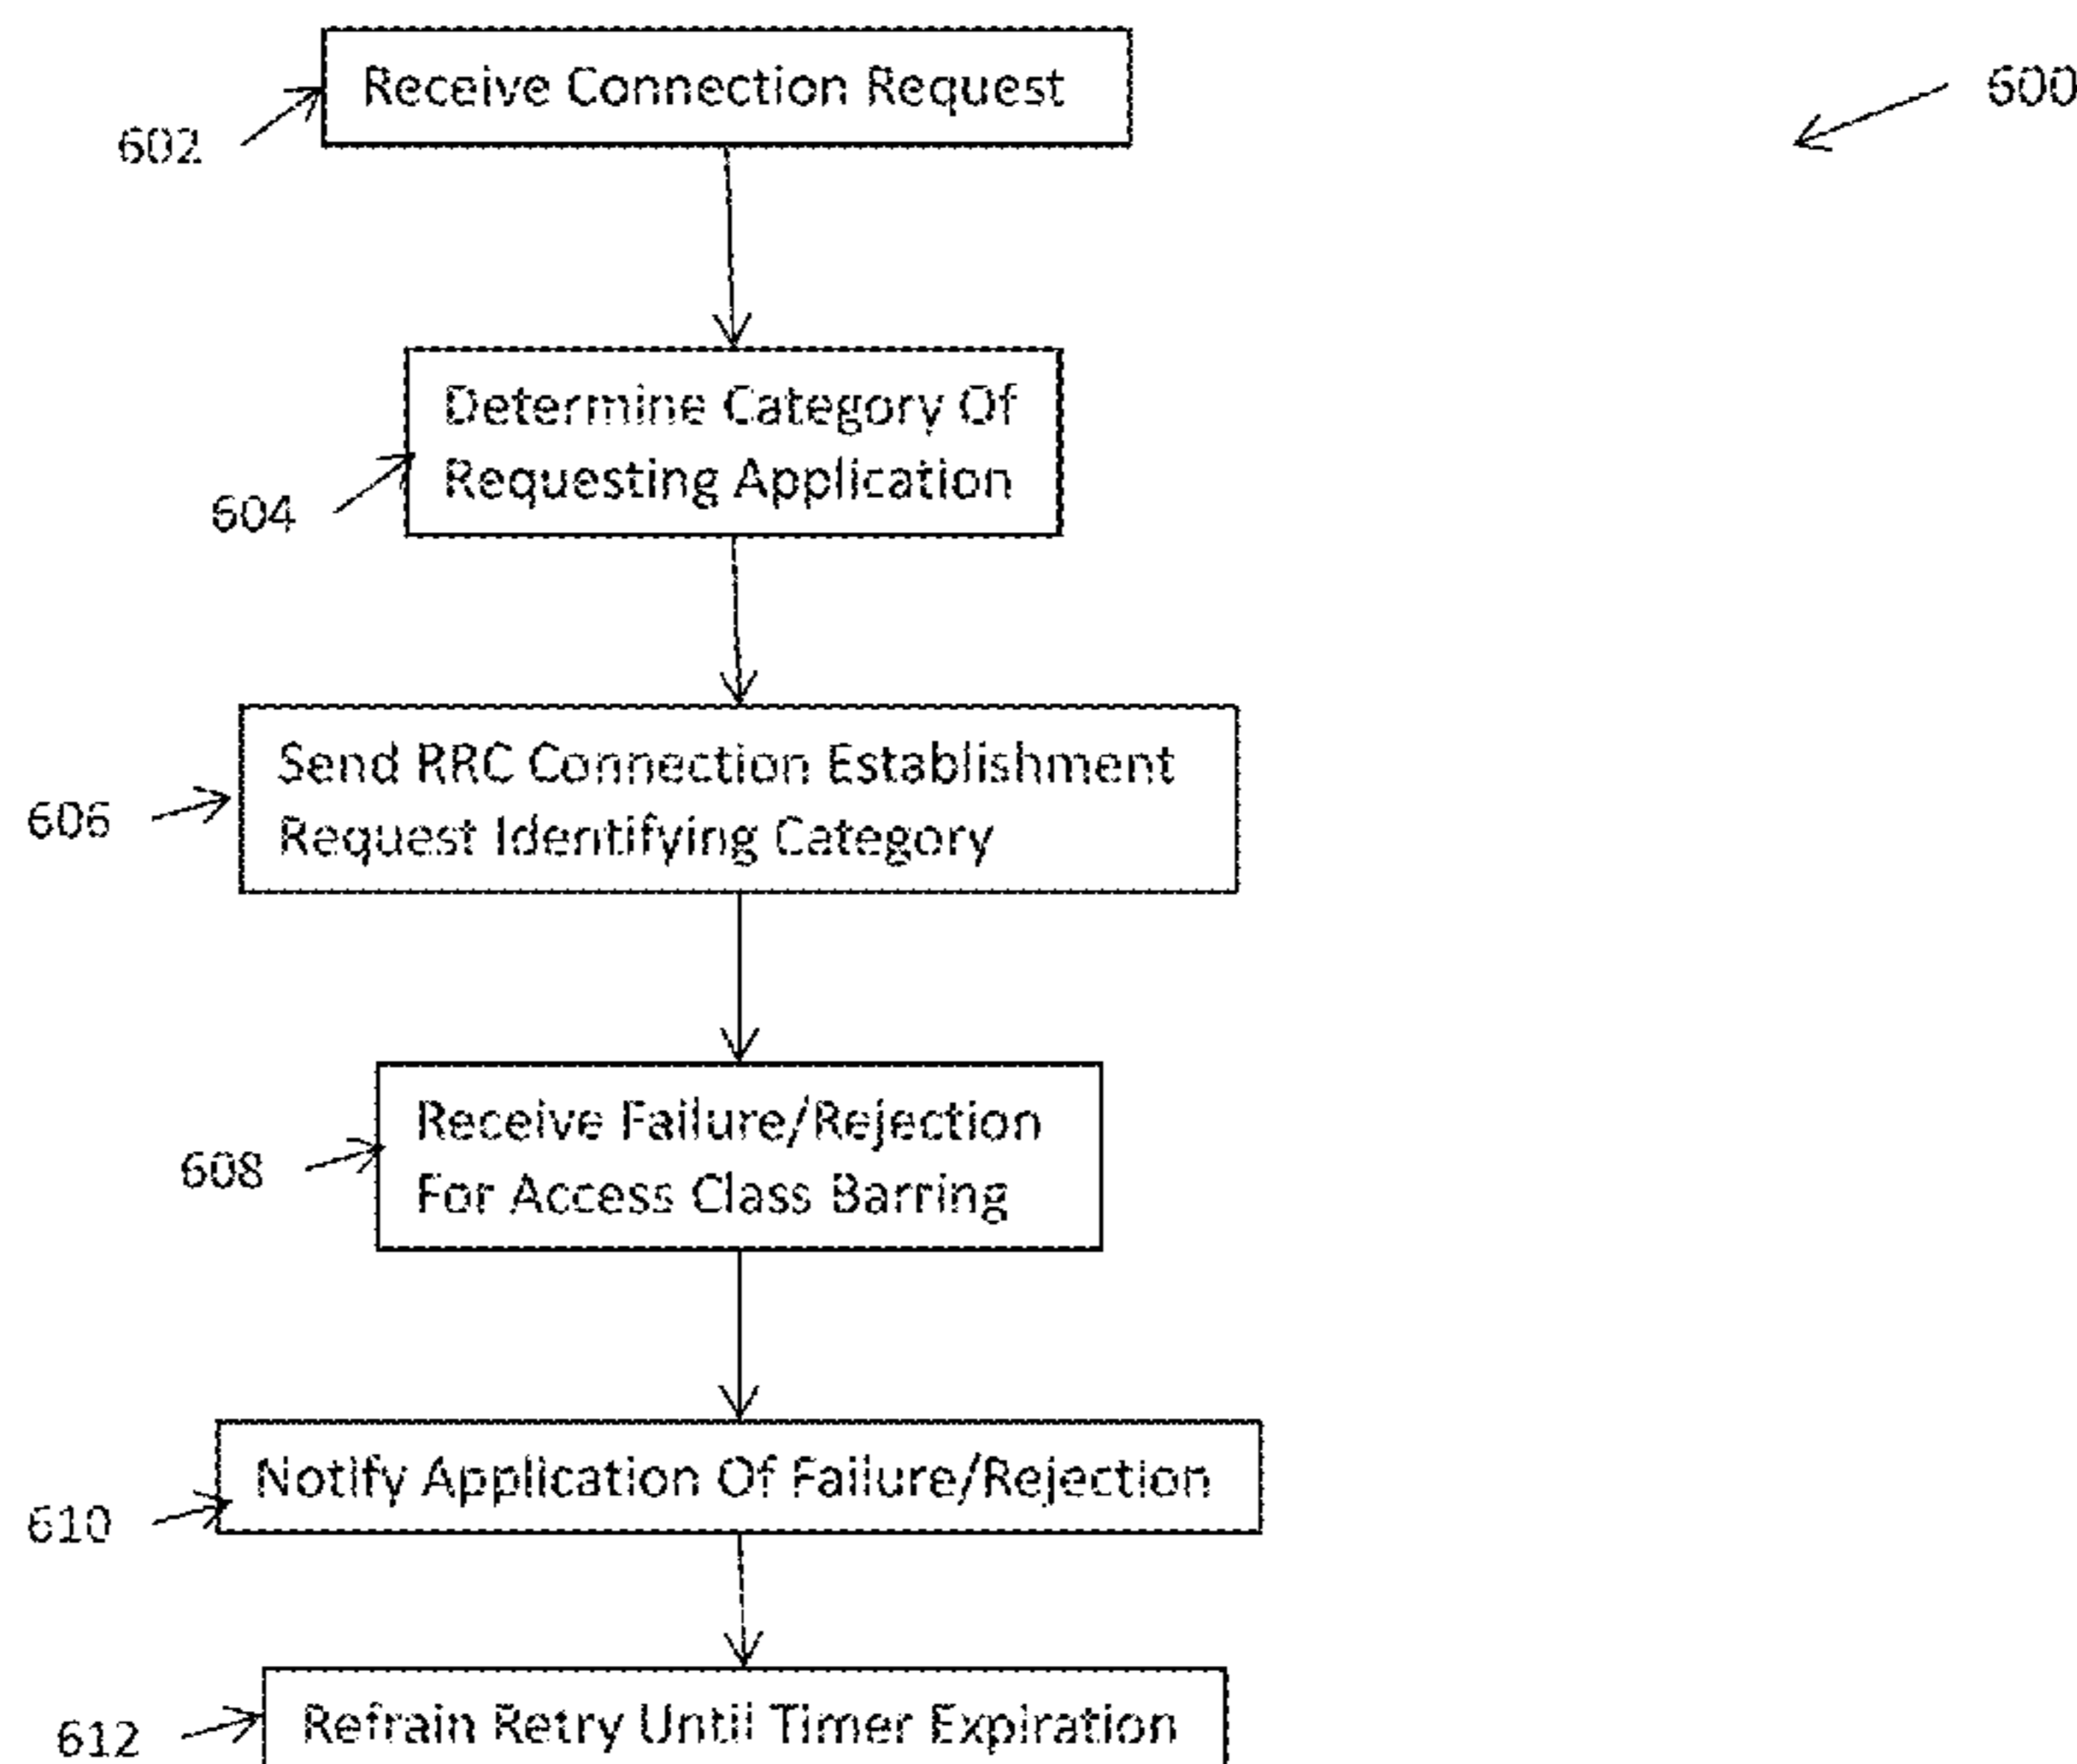 Receive Connection Request
600
602
Determine Category Of
Requesting Application
604
Send RRC Connection Establishment
Request Identifying Category
606
Receive Failure/Rejection
For Access Class Barring
608
Notify Application Of Failure/Rejection
610
Refrain Retry Until Timer Expiration
612